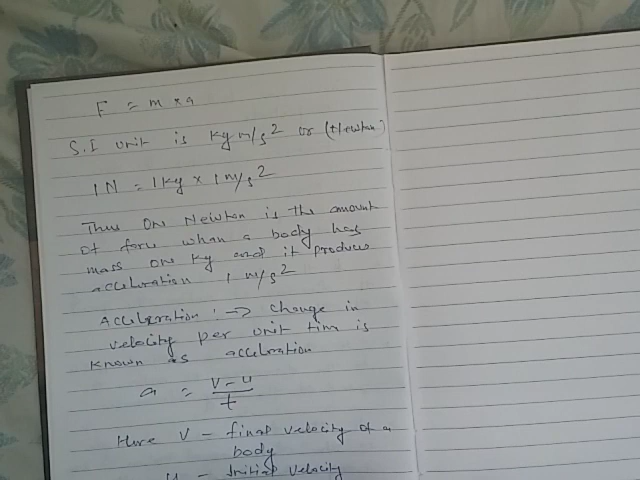 F = m × a
S.I unit is kg m/s² or (Newton)
1N = 1kg × 1 m/s²
Thus One Newton is the amount
of force when a body has
mass one kg and it produces
acceleration 1 m/s²
Acceleration :→ change in
velocity per unit time is
known as acceleration
a = v-u/t
Here V - final velocity of a
body
u - Initial velocity